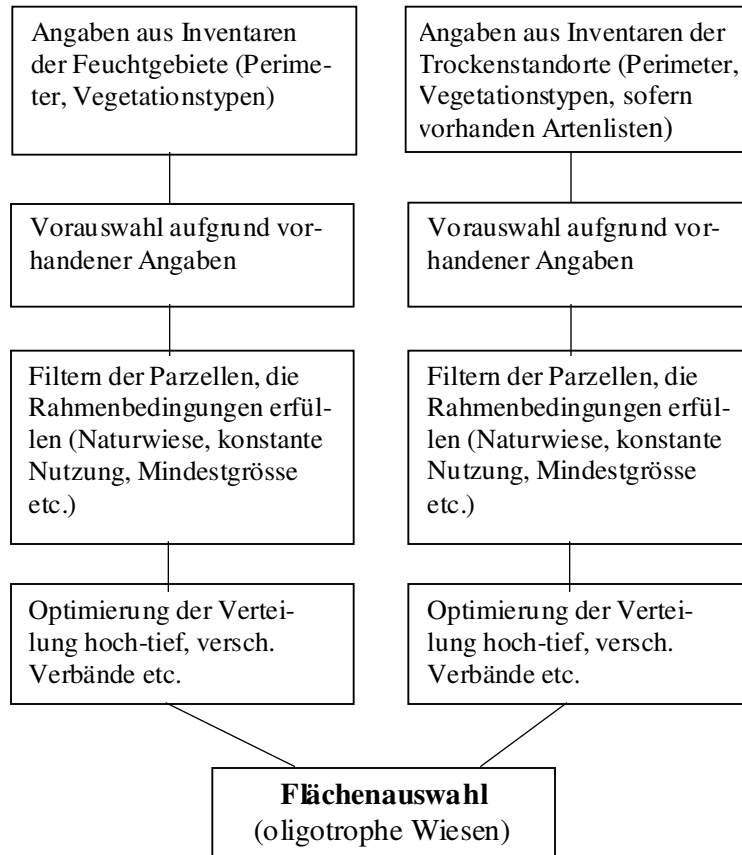 Angaben aus Inventaren
der Feuchtgebiete (Perime-
ter, Vegetationstypen)
Vorauswahl aufgrund vor-
handener Angaben
Filtern der Parzellen, die
Rahmenbedingungen erfül-
len (Naturwiese, konstante
Nutzung, Mindestgrösse
etc.)
Optimierung der Vertei-
lung hoch-tief, versch.
Verbände etc.
Angaben aus Inventaren der
Trockenstandorte (Perimeter,
Vegetationstypen, sofern
vorhanden Artenlisten)
Vorauswahl aufgrund vor-
handener Angaben
Filtern der Parzellen, die
Rahmenbedingungen erfül-
len (Naturwiese, konstante
Nutzung, Mindestgrösse
etc.)
Optimierung der Vertei-
lung hoch-tief, versch.
Verbände etc.
Flächenauswahl
(oligotrophe Wiesen)